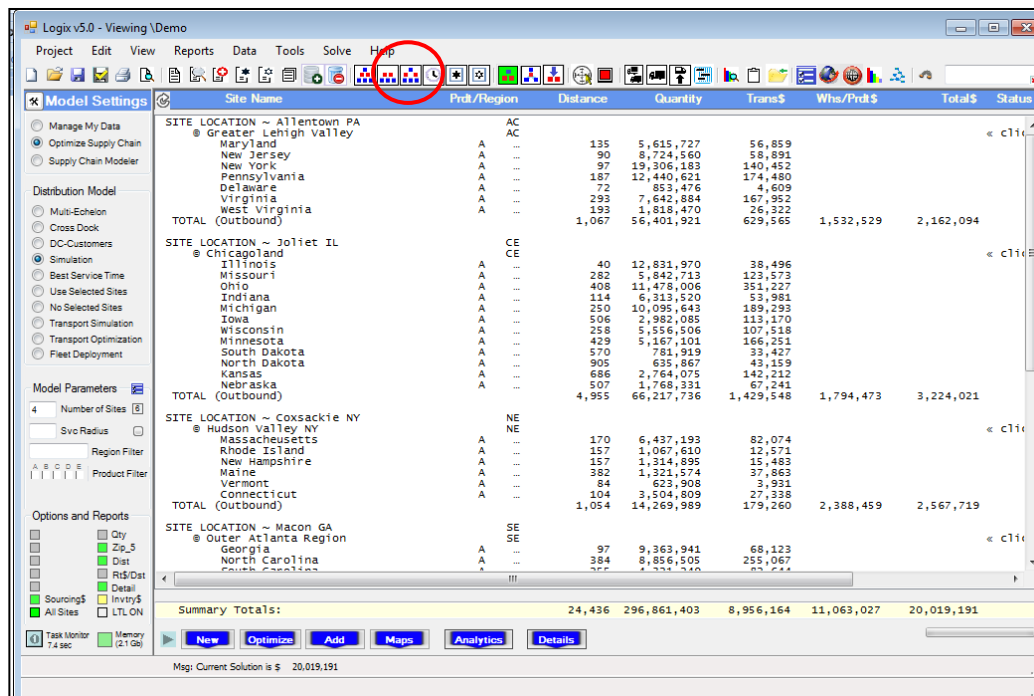 Logix v5.0 - Viewing \Demo
Project Edit View Reports Data Tools Solve Help
Model Settings
Site Name Prdt/Region Distance Quantity Trans$ Whs/Prdt$ Total$ Status
Manage My Data
Optimize Supply Chain
Supply Chain Modeler
Distribution Model
Multi-Echelon
Cross Dock
DC-Customers
Simulation
Best Service Time
Use Selected Sites
No Selected Sites
Transport Simulation
Transport Optimization
Fleet Deployment
Model Parameters
4 Number of Sites 6
Svc Radius
Region Filter
A B C D E Product Filter
Options and Reports
Qty
Zip_5
Dist
Rt$/Dst
Detail
Sourcing$ Invtry$
All Sites LTL ON
Task Monitor 7.4 sec
Memory (2.1 Gb)
SITE LOCATION ~ Allentown PA AC
@ Greater Lehigh Valley AC « clic
Maryland A ... 135 5,615,727 56,859
New Jersey A ... 90 8,724,560 58,891
New York A ... 97 19,306,183 140,452
Pennsylvania A ... 187 12,440,621 174,480
Delaware A ... 72 853,476 4,609
Virginia A ... 293 7,642,884 167,952
West Virginia A ... 193 1,818,470 26,322
TOTAL (Outbound) 1,067 56,401,921 629,565 1,532,529 2,162,094
SITE LOCATION ~ Joliet IL CE
@ Chicagoland CE « clic
Illinois A ... 40 12,831,970 38,496
Missouri A ... 282 5,842,713 123,573
Ohio A ... 408 11,478,006 351,227
Indiana A ... 114 6,313,520 53,981
Michigan A ... 250 10,095,643 189,293
Iowa A ... 506 2,982,085 113,170
Wisconsin A ... 258 5,556,506 107,518
Minnesota A ... 429 5,167,101 166,251
South Dakota A ... 570 781,919 33,427
North Dakota A ... 905 635,867 43,159
Kansas A ... 686 2,764,075 142,212
Nebraska A ... 507 1,768,331 67,241
TOTAL (Outbound) 4,955 66,217,736 1,429,548 1,794,473 3,224,021
SITE LOCATION ~ Coxsackie NY NE
@ Hudson Valley NY NE « clic
Massacheusetts A ... 170 6,437,193 82,074
Rhode Island A ... 157 1,067,610 12,571
New Hampshire A ... 157 1,314,895 15,483
Maine A ... 382 1,321,574 37,863
Vermont A ... 84 623,908 3,931
Connecticut A ... 104 3,504,809 27,338
TOTAL (Outbound) 1,054 14,269,989 179,260 2,388,459 2,567,719
SITE LOCATION ~ Macon GA SE
@ Outer Atlanta Region SE « clic
Georgia A ... 97 9,363,941 68,123
North Carolina A ... 384 8,856,505 255,067
Summary Totals: 24,436 296,861,403 8,956,164 11,063,027 20,019,191
New Optimize Add Maps Analytics Details
Msg: Current Solution is $ 20,019,191